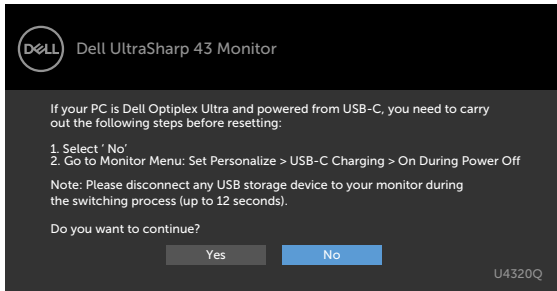 DELL
Dell UltraSharp 43 Monitor
If your PC is Dell Optiplex Ultra and powered from USB-C, you need to carry
out the following steps before resetting:
1. Select ‘ No’
2. Go to Monitor Menu: Set Personalize > USB-C Charging > On During Power Off
Note: Please disconnect any USB storage device to your monitor during
the switching process (up to 12 seconds).
Do you want to continue?
Yes No
U4320Q